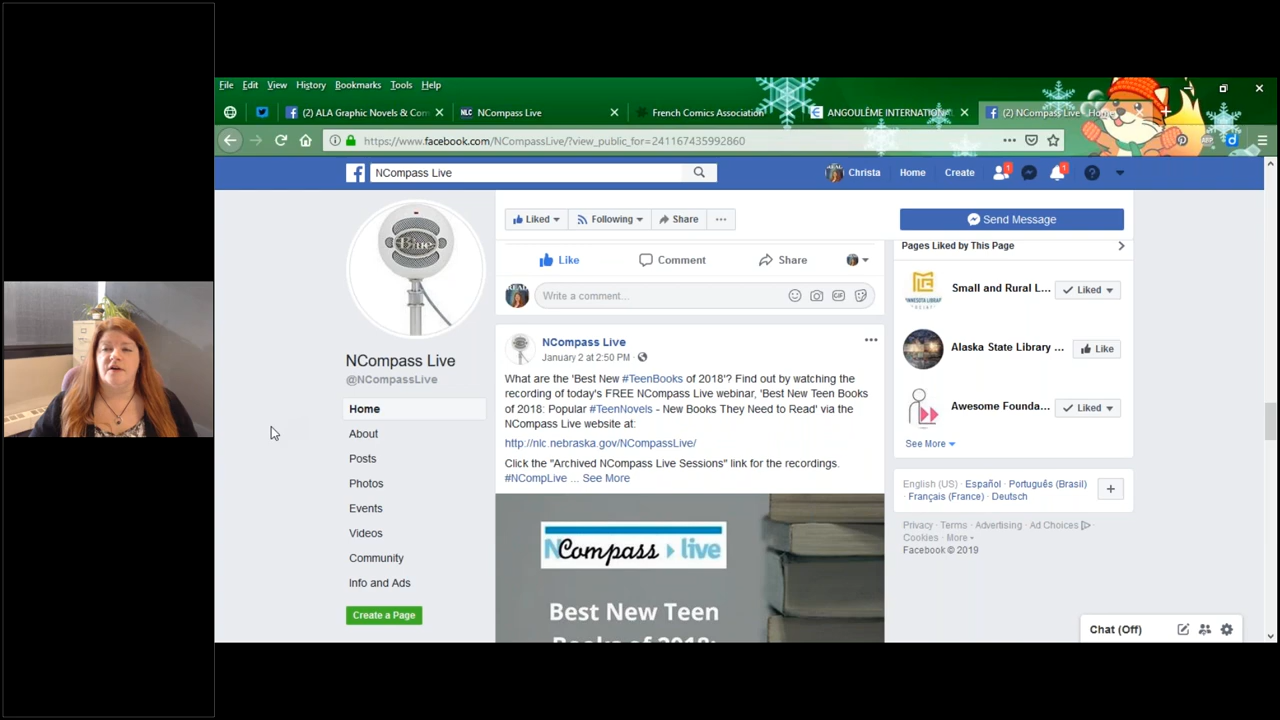 File Edit View History Bookmarks Tools Help
(2) ALA Graphic Novels & Com
NCompass Live
French Comics Association
ANGOULÊME INTERNATION
(2) NCompass Live - Home
https://www.facebook.com/NCompassLive/?view_public_for=241167435992860
NCompass Live
Christa
Home
Create
1
1
Liked
Following
Share
...
Send Message
Blue
NCompass Live
@NCompassLive
Home
About
Posts
Photos
Events
Videos
Community
Info and Ads
Create a Page
Like
Comment
Share
Write a comment...
GIF
NCompass Live
January 2 at 2:50 PM ·
What are the 'Best New #TeenBooks of 2018'? Find out by watching the
recording of today's FREE NCompass Live webinar, 'Best New Teen Books
of 2018: Popular #TeenNovels - New Books They Need to Read' via the
NCompass Live website at:
http://nlc.nebraska.gov/NCompassLive/
Click the "Archived NCompass Live Sessions" link for the recordings.
#NCompLive ... See More
NCompass live
Best New Teen
Books of 2018:
Pages Liked by This Page
Small and Rural L...
Liked
Alaska State Library ...
Like
Awesome Founda...
Liked
See More
English (US) · Español · Português (Brasil)
· Français (France) · Deutsch
Privacy · Terms · Advertising · Ad Choices
Cookies · More
Facebook © 2019
Chat (Off)